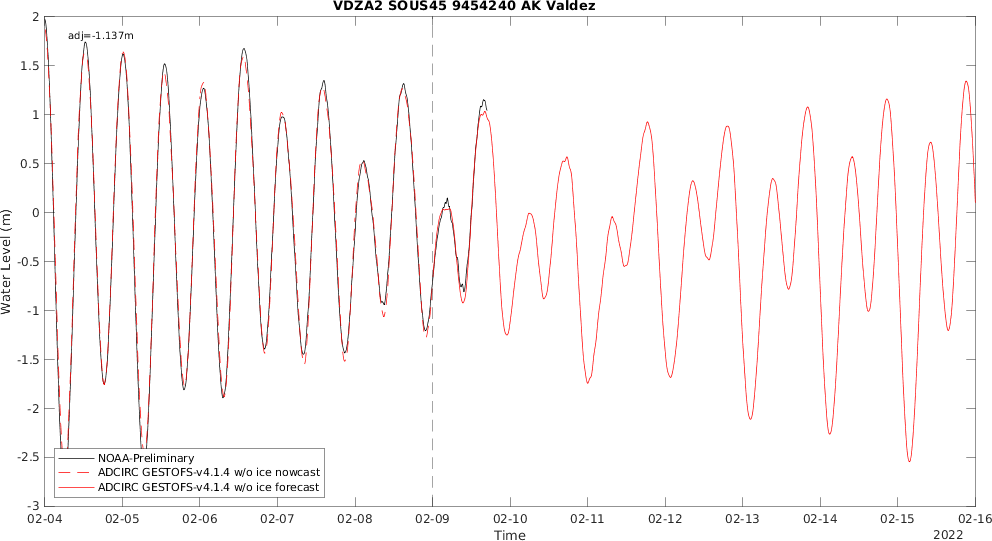 VDZA2 SOUS45 9454240 AK Valdez
adj=-1.137m
2
1.5
1
0.5
0
-0.5
-1
-1.5
-2
-2.5
-3
Water Level (m)
NOAA-Preliminary
ADCIRC GESTOFS-v4.1.4 w/o ice nowcast
ADCIRC GESTOFS-v4.1.4 w/o ice forecast
02-04 02-05 02-06 02-07 02-08 02-09 02-10 02-11 02-12 02-13 02-14 02-15 02-16
Time
2022